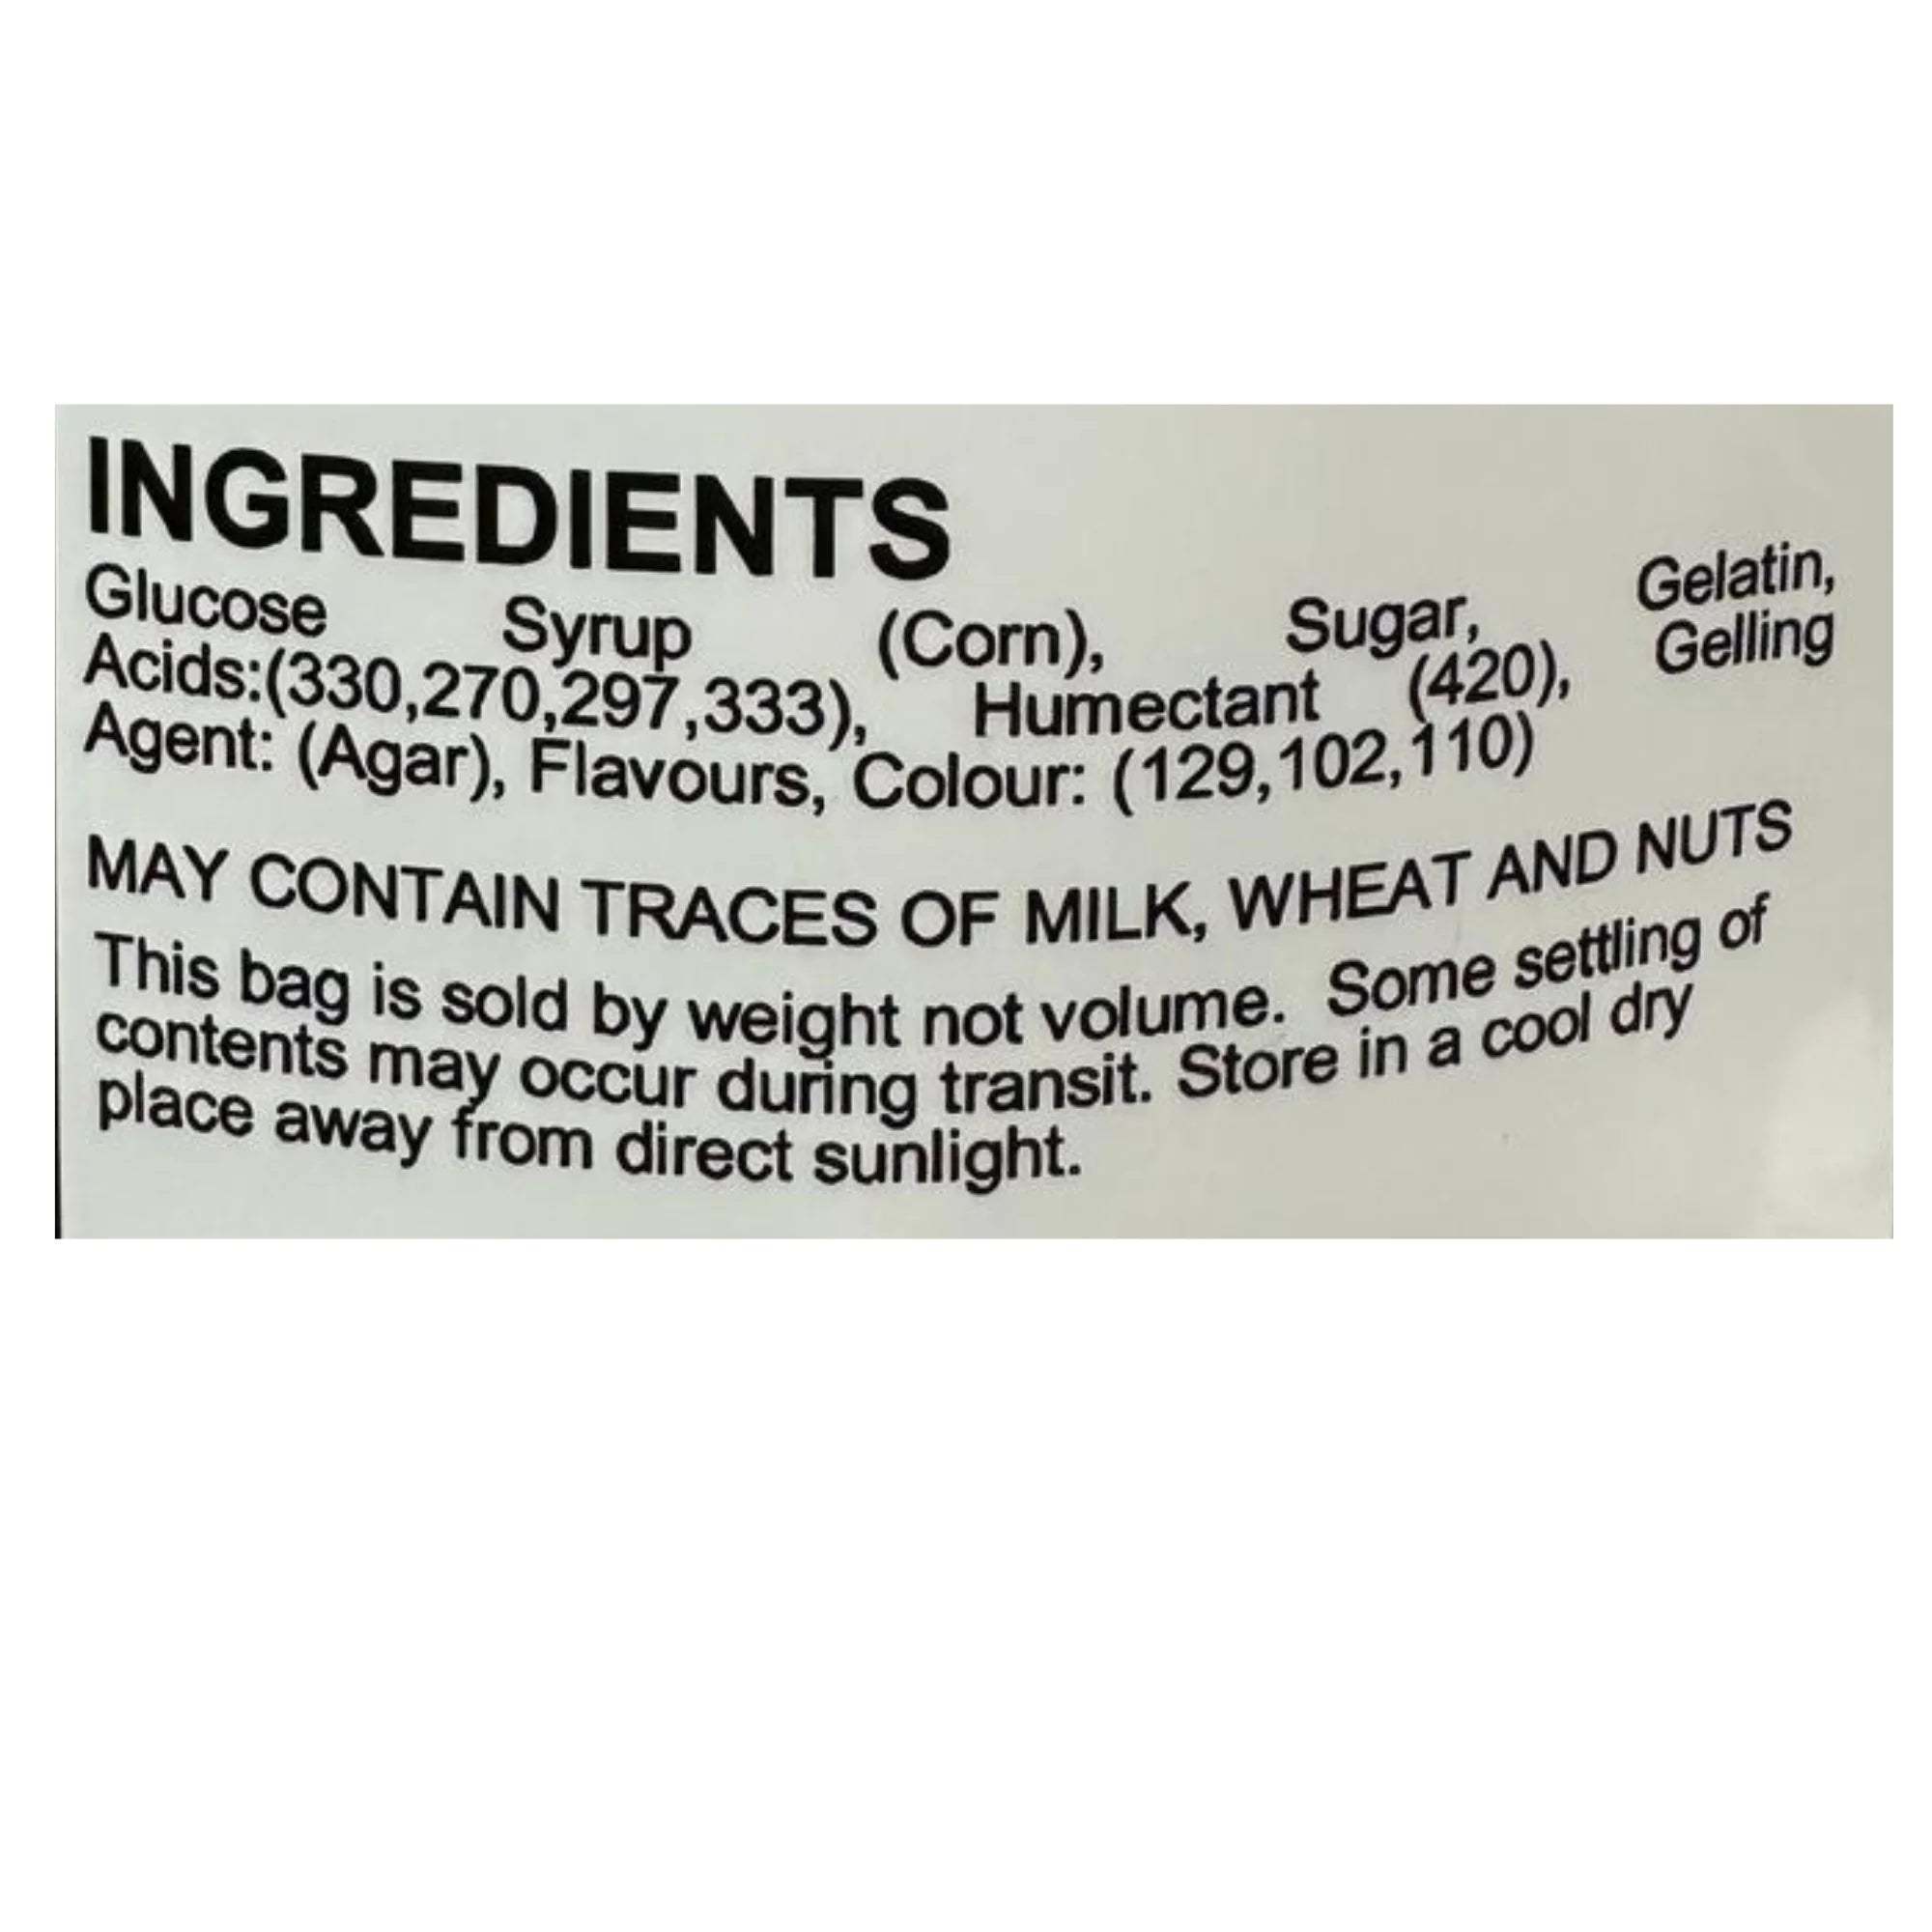 INGREDIENTS
Glucose Syrup (Corn), Sugar, Gelatin,
Acids:(330,270,297,333), Humectant (420), Gelling
Agent: (Agar), Flavours, Colour: (129,102,110)
MAY CONTAIN TRACES OF MILK, WHEAT AND NUTS
This bag is sold by weight not volume. Some settling of
contents may occur during transit. Store in a cool dry
place away from direct sunlight.